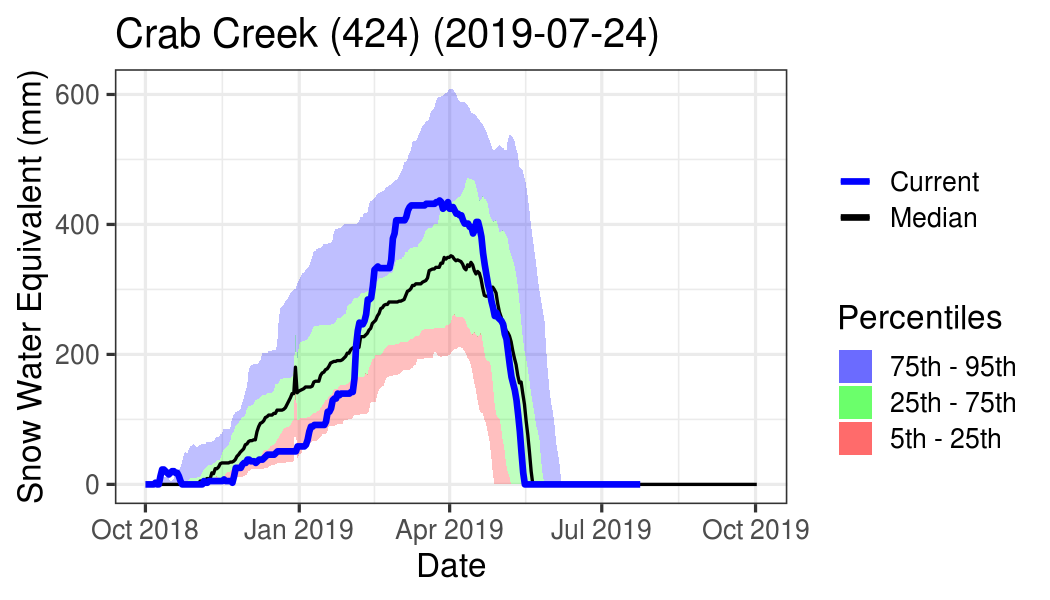 Crab Creek (424) (2019-07-24)
Snow Water Equivalent (mm)
600
400
200
0
Oct 2018 Jan 2019 Apr 2019 Jul 2019 Oct 2019
Date
Current
Median
Percentiles
75th - 95th
25th - 75th
5th - 25th